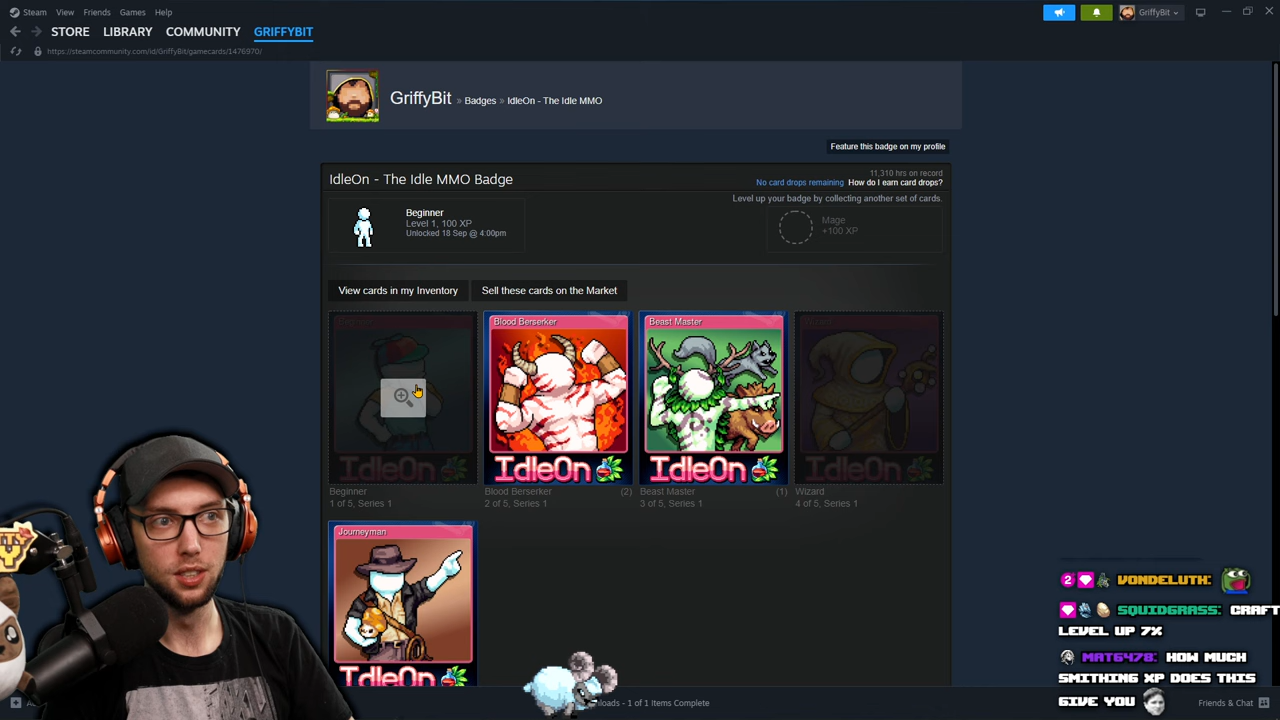 Steam View Friends Games Help
GriffyBit
STORE LIBRARY COMMUNITY GRIFFYBIT
https://steamcommunity.com/id/GriffyBit/gamecards/1476970/
GriffyBit » Badges » IdleOn - The Idle MMO
Feature this badge on my profile
IdleOn - The Idle MMO Badge
11,310 hrs on record
No card drops remaining How do I earn card drops?
Level up your badge by collecting another set of cards.
Beginner
Level 1, 100 XP
Unlocked 18 Sep @ 4:00pm
Mage
+100 XP
View cards in my Inventory
Sell these cards on the Market
Beginner
Blood Berserker
Beast Master
Wizard
IdleOn
IdleOn
IdleOn
IdleOn
Beginner
1 of 5, Series 1
Blood Berserker (2)
2 of 5, Series 1
Beast Master (1)
3 of 5, Series 1
Wizard
4 of 5, Series 1
Journeyman
IdleOn
2 VONDELUTH:
SQUIDGRASS: CRAFT
LEVEL UP 7%
MAT6478: HOW MUCH
SMITHING XP DOES THIS
GIVE YOU
loads - 1 of 1 Items Complete
Friends & Chat